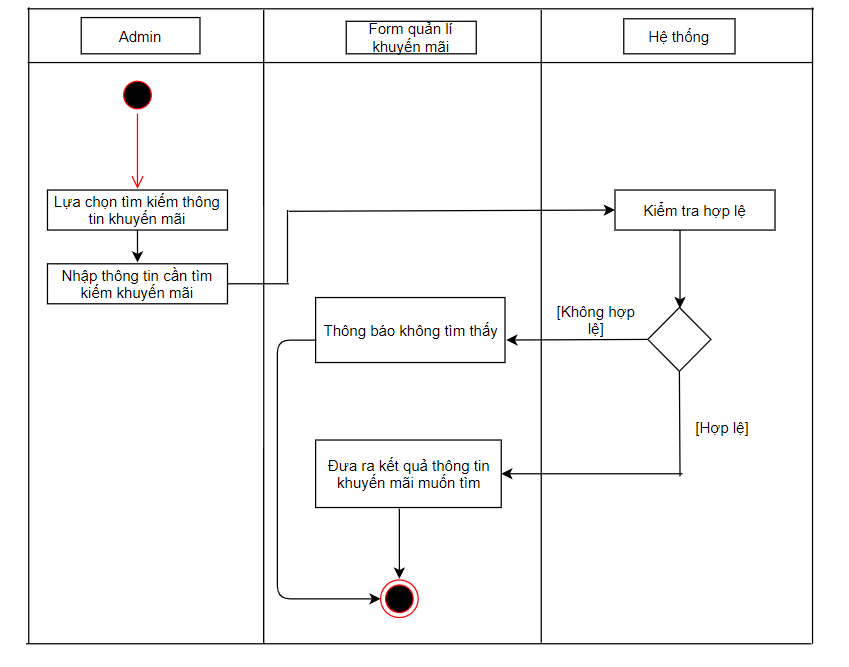 Admin
Form quản lí
khuyến mãi
Hệ thống
Lựa chọn tìm kiếm thông
tin khuyến mãi
Kiểm tra hợp lệ
Nhập thông tin cần tìm
kiếm khuyến mãi
[Không hợp
lệ]
Thông báo không tìm thấy
[Hợp lệ]
Đưa ra kết quả thông tin
khuyến mãi muốn tìm